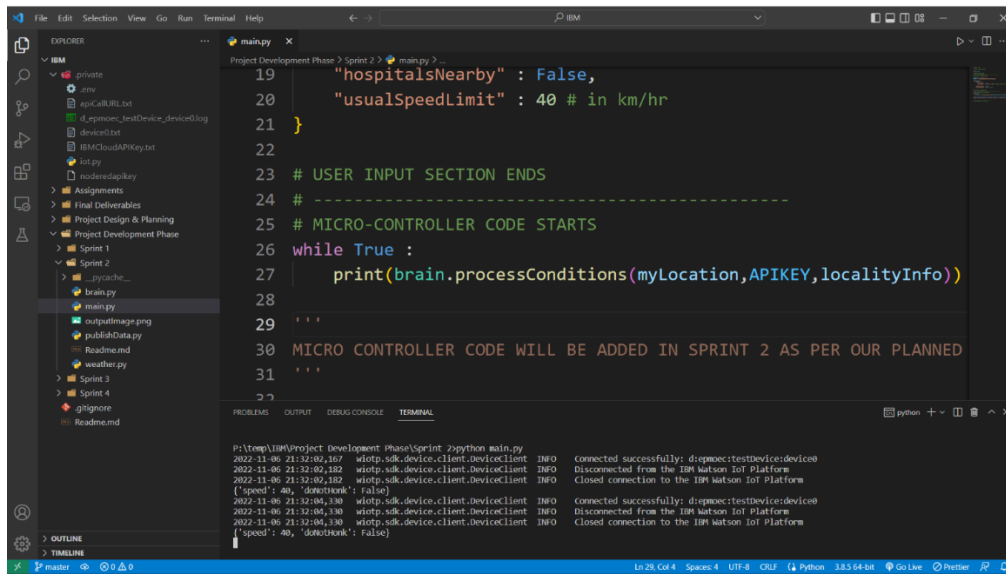 File Edit Selection View Go Run Terminal Help
IBM
EXPLORER
IBM
.private
.env
apiCallURL.txt
d_epmoec_testDevice_device0.log
device0.txt
IBMCloudAPIKey.txt
iot.py
noderedapikey
Assignments
Final Deliverables
Project Design & Planning
Project Development Phase
Sprint 1
Sprint 2
__pycache__
brain.py
main.py
outputImage.png
publishData.py
Readme.md
weather.py
Sprint 3
Sprint 4
.gitignore
Readme.md
OUTLINE
TIMELINE
main.py
Project Development Phase > Sprint 2 > main.py > ...
19 "hospitalsNearby" : False,
20 "usualSpeedLimit" : 40 # in km/hr
21 }
22
23 # USER INPUT SECTION ENDS
24 # -----------------------------------------------
25 # MICRO-CONTROLLER CODE STARTS
26 while True :
27 print(brain.processConditions(myLocation,APIKEY,localityInfo))
28
29 '''
30 MICRO CONTROLLER CODE WILL BE ADDED IN SPRINT 2 AS PER OUR PLANNED
31 '''
32
PROBLEMS OUTPUT DEBUG CONSOLE TERMINAL
python
P:\temp\IBM\Project Development Phase\Sprint 2>python main.py
2022-11-06 21:32:02,167 wiotp.sdk.device.client.DeviceClient INFO Connected successfully: d:epmoec:testDevice:device0
2022-11-06 21:32:02,182 wiotp.sdk.device.client.DeviceClient INFO Disconnected from the IBM Watson IoT Platform
2022-11-06 21:32:02,182 wiotp.sdk.device.client.DeviceClient INFO Closed connection to the IBM Watson IoT Platform
{'speed': 40, 'doNotHonk': False}
2022-11-06 21:32:04,330 wiotp.sdk.device.client.DeviceClient INFO Connected successfully: d:epmoec:testDevice:device0
2022-11-06 21:32:04,330 wiotp.sdk.device.client.DeviceClient INFO Disconnected from the IBM Watson IoT Platform
2022-11-06 21:32:04,330 wiotp.sdk.device.client.DeviceClient INFO Closed connection to the IBM Watson IoT Platform
{'speed': 40, 'doNotHonk': False}
master 0 0 Ln 29, Col 4 Spaces: 4 UTF-8 CRLF Python 3.8.5 64-bit Go Live Prettier